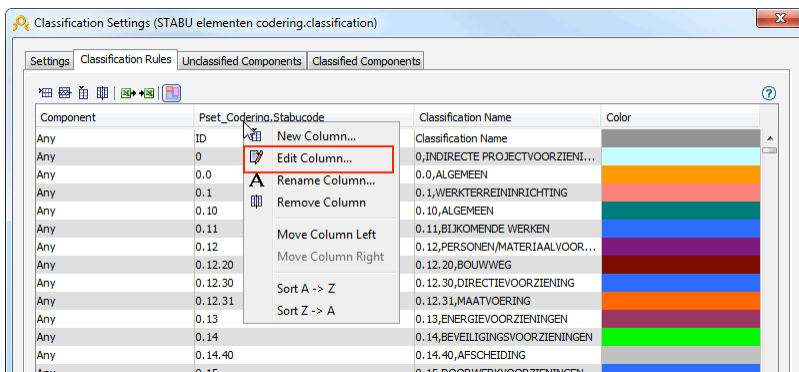 Classification Settings (STABU elementen codering.classification)
Settings Classification Rules Unclassified Components Classified Components
Component Pset_Codering.Stabucode Classification Name Color
Any ID Classification Name
Any 0 0,INDIRECTE PROJECTVOORZIENI...
Any 0.0 0.0,ALGEMEEN
Any 0.1 0.1,WERKTERREININRICHTING
Any 0.10 0.10,ALGEMEEN
Any 0.11 0.11,BIJKOMENDE WERKEN
Any 0.12 0.12,PERSONEN/MATERIAALVOOR...
Any 0.12.20 0.12.20,BOUWWEG
Any 0.12.30 0.12.30,DIRECTIEVOORZIENING
Any 0.12.31 0.12.31,MAATVOERING
Any 0.13 0.13,ENERGIEVOORZIENINGEN
Any 0.14 0.14,BEVEILIGINGSVOORZIENINGEN
Any 0.14.40 0.14.40,AFSCHEIDING
New Column...
Edit Column...
Rename Column...
Remove Column
Move Column Left
Move Column Right
Sort A -> Z
Sort Z -> A